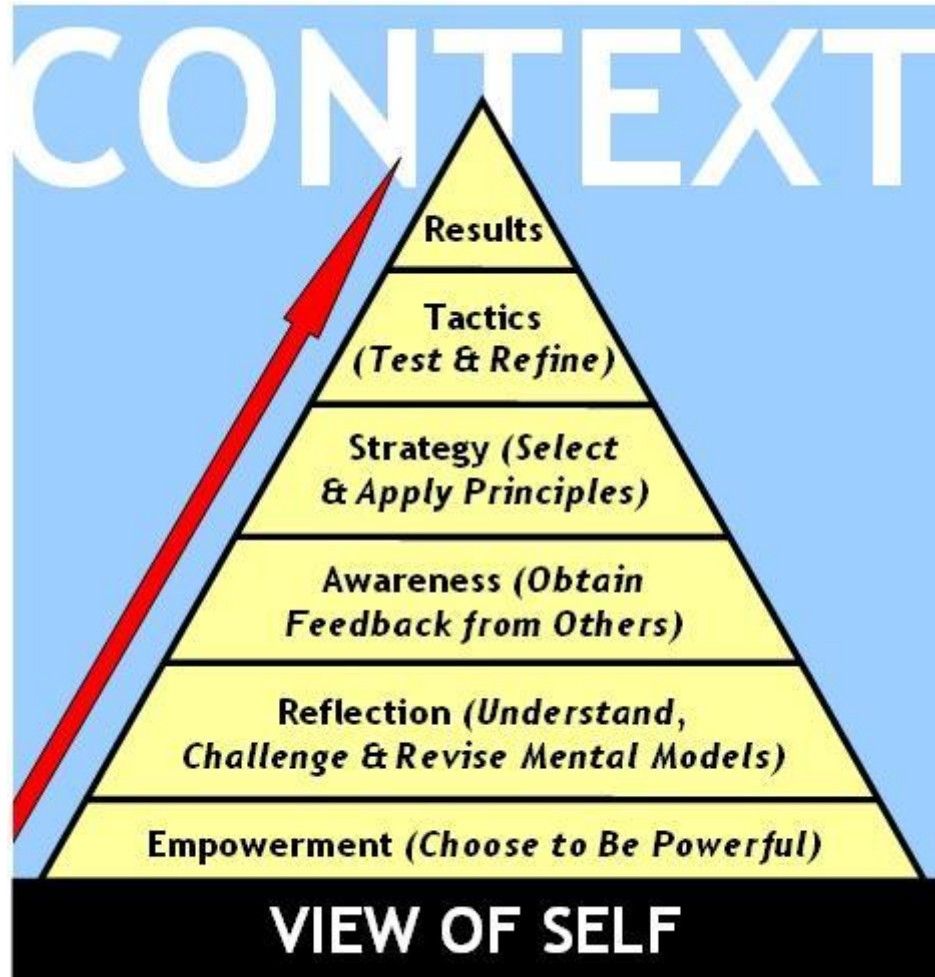 CONTEXT
Results
Tactics
(Test & Refine)
Strategy (Select
& Apply Principles)
Awareness (Obtain
Feedback from Others)
Reflection (Understand,
Challenge & Revise Mental Models)
Empowerment (Choose to Be Powerful)
VIEW OF SELF